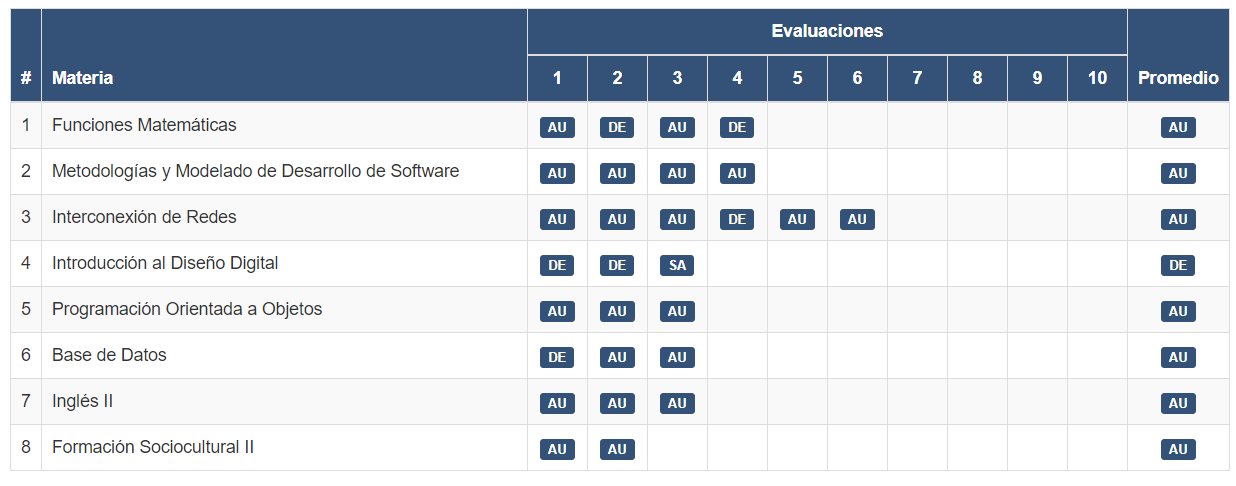 Evaluaciones
# Materia 1 2 3 4 5 6 7 8 9 10 Promedio
1 Funciones Matemáticas AU DE AU DE AU
2 Metodologías y Modelado de Desarrollo de Software AU AU AU AU AU
3 Interconexión de Redes AU AU AU DE AU AU AU
4 Introducción al Diseño Digital DE DE SA DE
5 Programación Orientada a Objetos AU AU AU AU
6 Base de Datos DE AU AU AU
7 Inglés II AU AU AU AU
8 Formación Sociocultural II AU AU AU